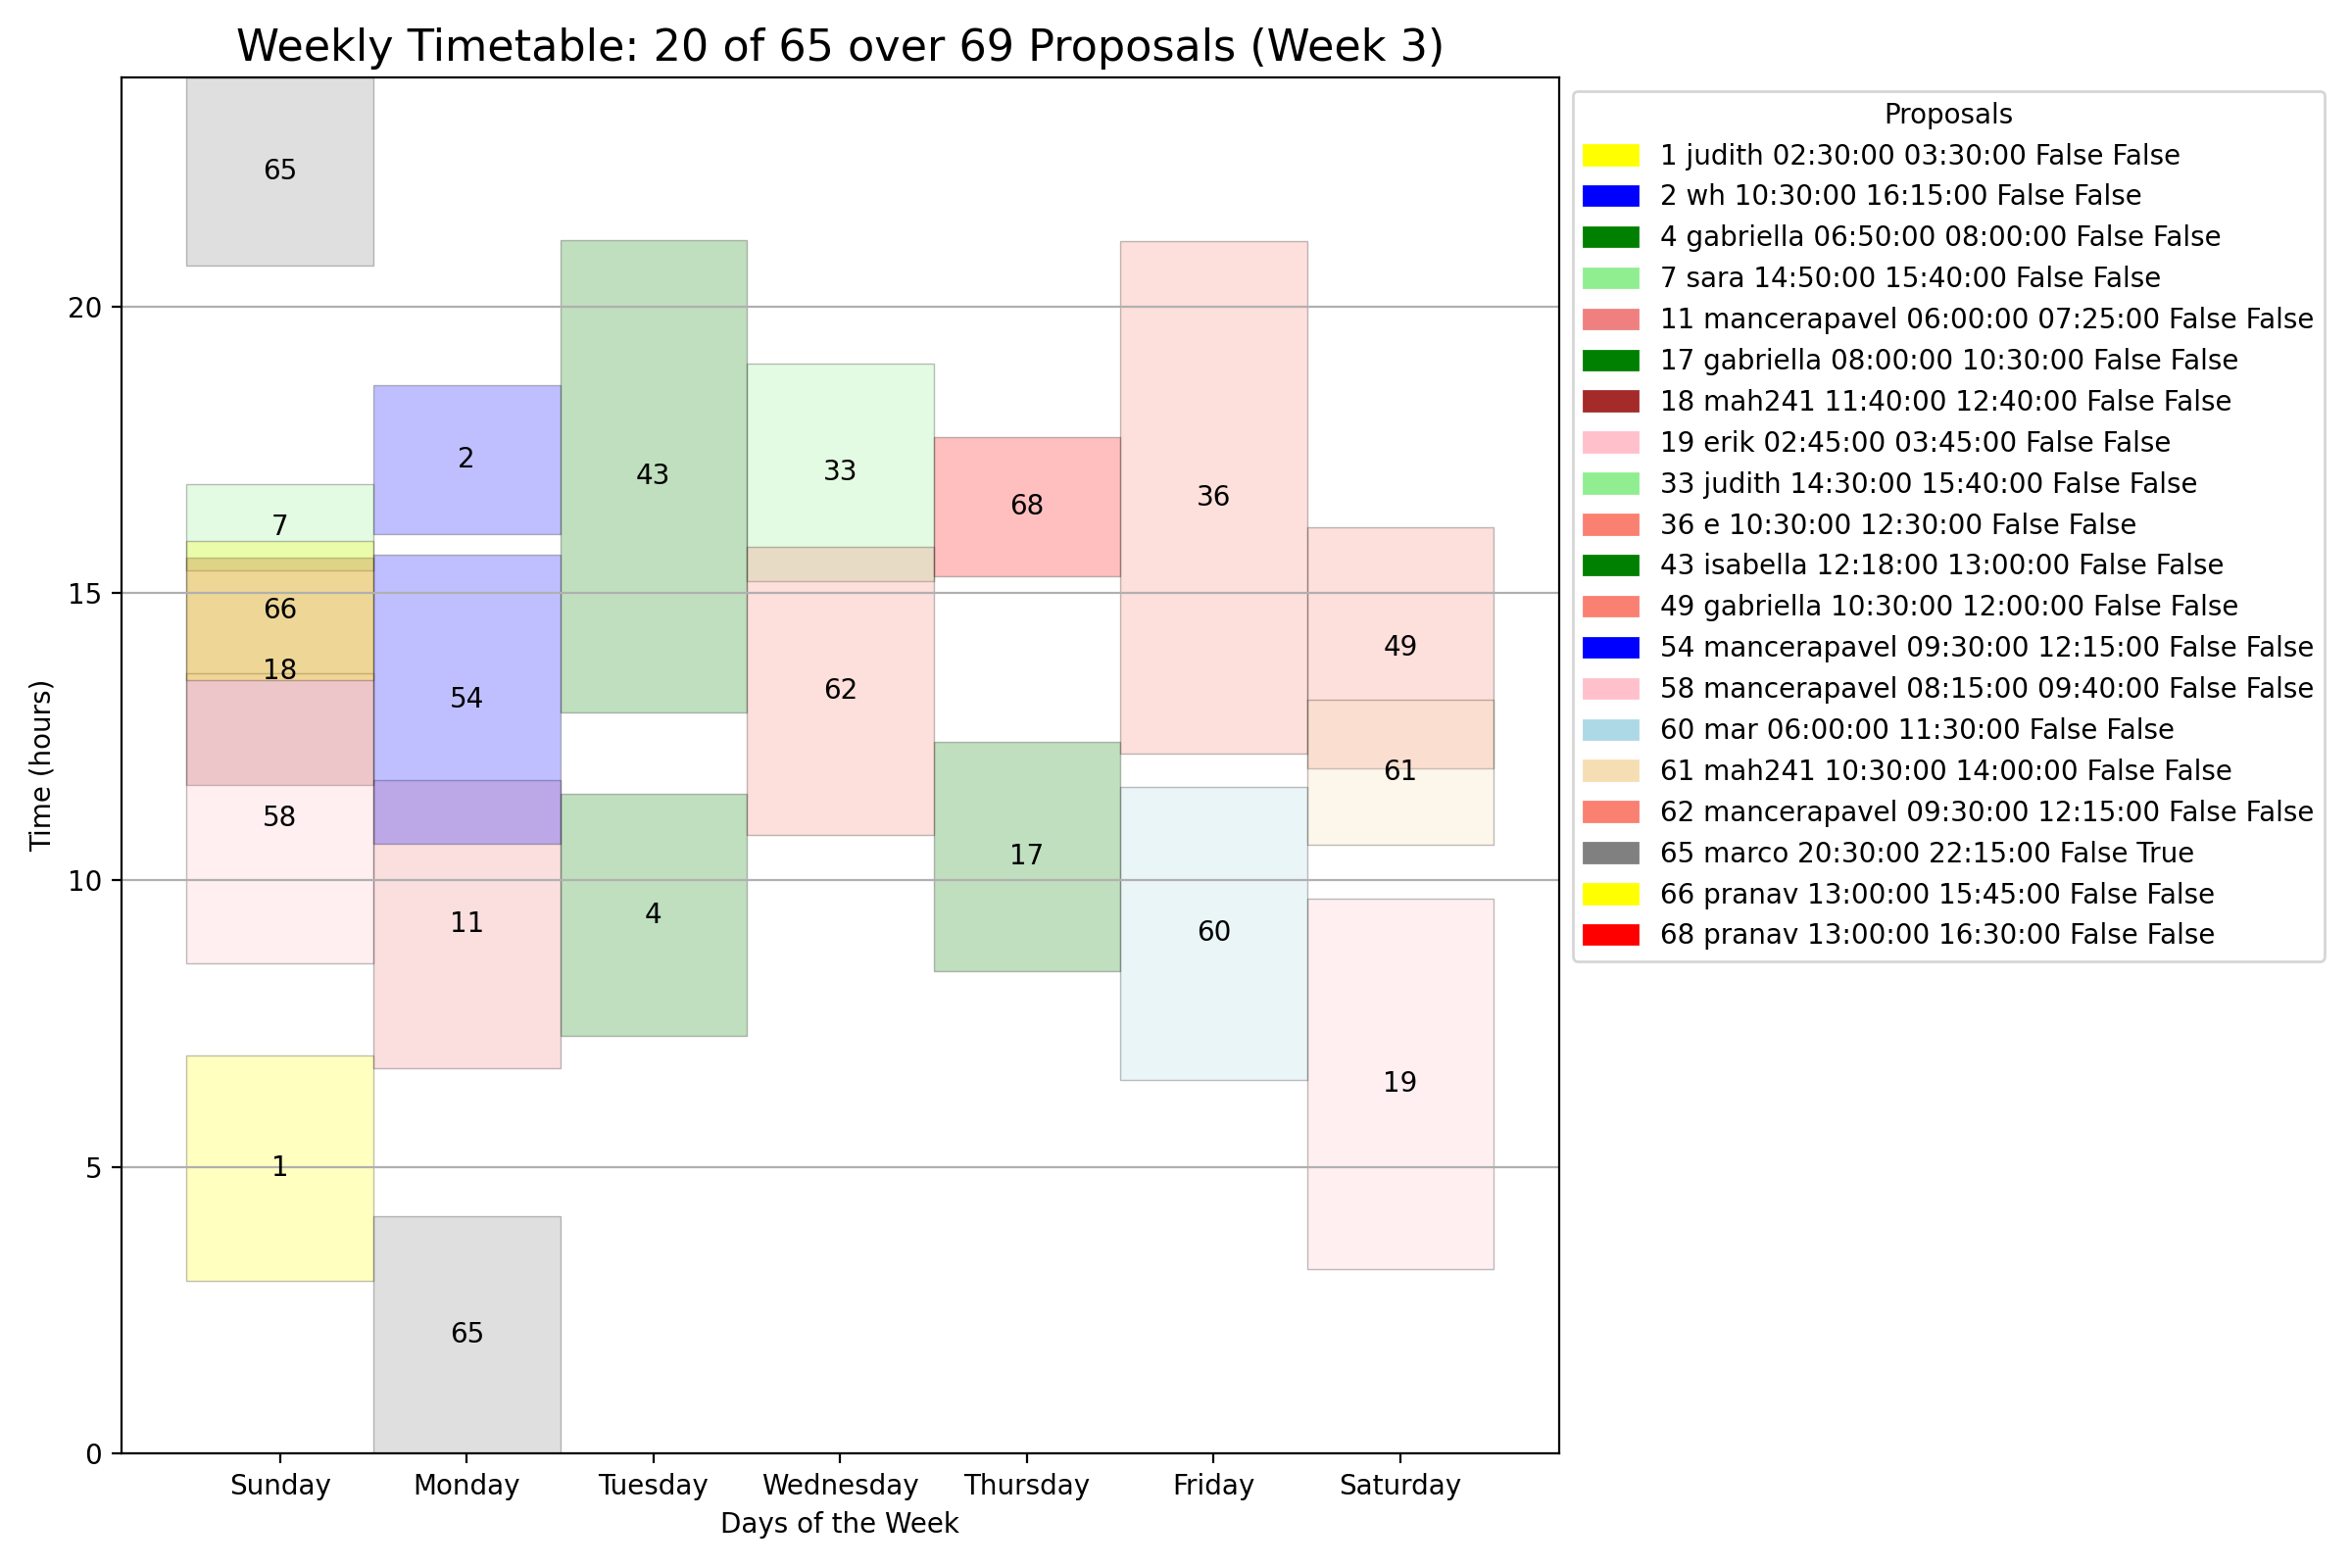 Weekly Timetable: 20 of 65 over 69 Proposals (Week 3)
Proposals
1 judith 02:30:00 03:30:00 False False
2 wh 10:30:00 16:15:00 False False
4 gabriella 06:50:00 08:00:00 False False
7 sara 14:50:00 15:40:00 False False
11 mancerapavel 06:00:00 07:25:00 False False
17 gabriella 08:00:00 10:30:00 False False
18 mah241 11:40:00 12:40:00 False False
19 erik 02:45:00 03:45:00 False False
33 judith 14:30:00 15:40:00 False False
36 e 10:30:00 12:30:00 False False
43 isabella 12:18:00 13:00:00 False False
49 gabriella 10:30:00 12:00:00 False False
54 mancerapavel 09:30:00 12:15:00 False False
58 mancerapavel 08:15:00 09:40:00 False False
60 mar 06:00:00 11:30:00 False False
61 mah241 10:30:00 14:00:00 False False
62 mancerapavel 09:30:00 12:15:00 False False
65 marco 20:30:00 22:15:00 False True
66 pranav 13:00:00 15:45:00 False False
68 pranav 13:00:00 16:30:00 False False
Time (hours)
20
15
10
5
0
65
7
66
18
58
1
2
54
11
65
43
4
33
62
68
17
36
60
49
61
19
Sunday Monday Tuesday Wednesday Thursday Friday Saturday
Days of the Week